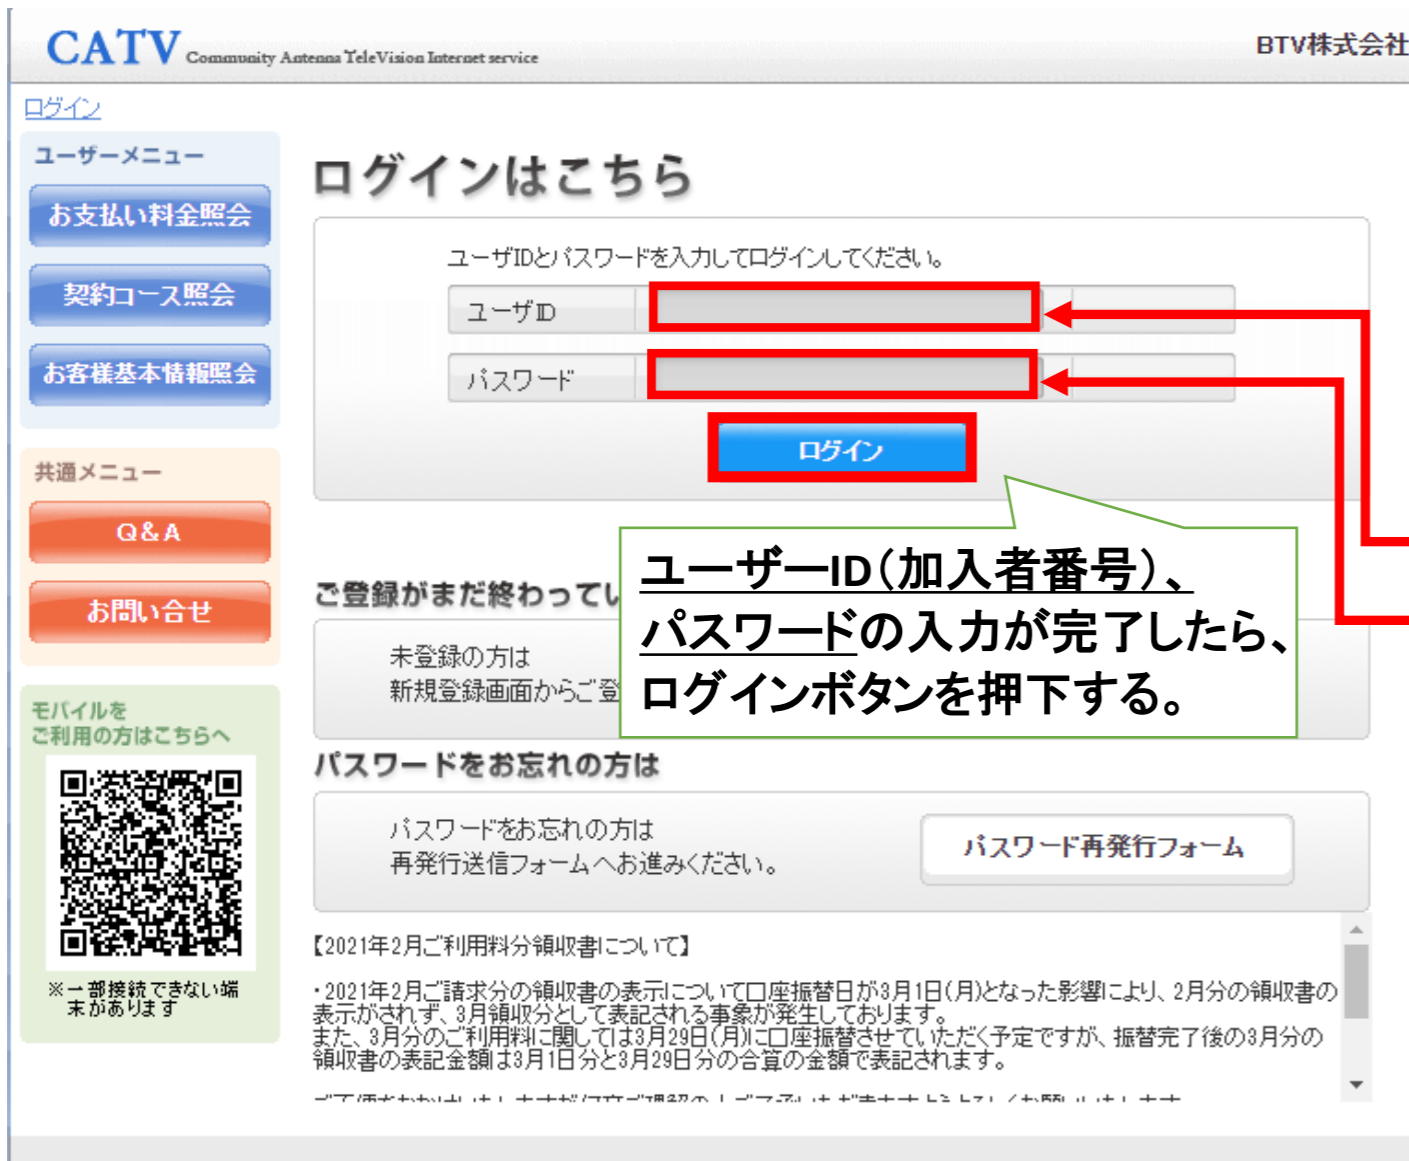 CATV Community Antenna TeleVision Internet service
BTV株式会社
ログイン
ユーザーメニュー
お支払い料金照会
契約コース照会
お客様基本情報照会
共通メニュー
Q&A
お問い合せ
モバイルを
ご利用の方はこちらへ
※一部接続できない端
末があります
ログインはこちら
ユーザIDとパスワードを入力してログインしてください。
ユーザID
パスワード
ログイン
ユーザーID(加入者番号)、
パスワードの入力が完了したら、
ログインボタンを押下する。
ご登録がまだ終わってい
未登録の方は
新規登録画面からご登
パスワードをお忘れの方は
パスワードをお忘れの方は
再発行送信フォームへお進みください。
パスワード再発行フォーム
【2021年2月ご利用料分領収書について】
・2021年2月ご請求分の領収書の表示について口座振替日が3月1日(月)となった影響により、2月分の領収書の
表示がされず、3月領収分として表記される事象が発生しております。
また、3月分のご利用料に関しては3月29日(月)に口座振替させていただく予定ですが、振替完了後の3月分の
領収書の表記金額は3月1日分と3月29日分の合算の金額で表記されます。